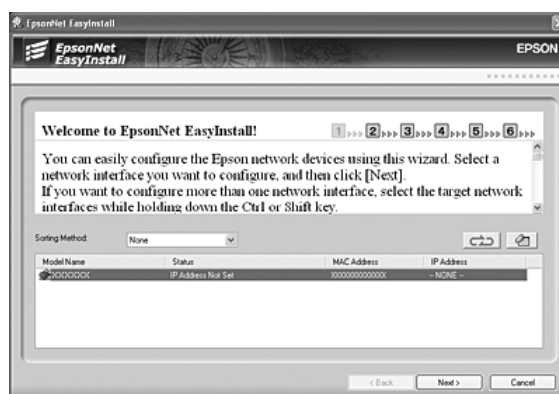 EpsonNet EasyInstall
EpsonNet
EasyInstall
EPSON
Welcome to EpsonNet EasyInstall!
1 2 3 4 5 6
You can easily configure the Epson network devices using this wizard. Select a
network interface you want to configure, and then click [Next].
If you want to configure more than one network interface, select the target network
interfaces while holding down the Ctrl or Shift key.
Sorting Method: None
Model Name Status MAC Address IP Address
XXXXXXX IP Address Not Set XXXXXXXXXXXX -- NONE --
< Back Next > Cancel